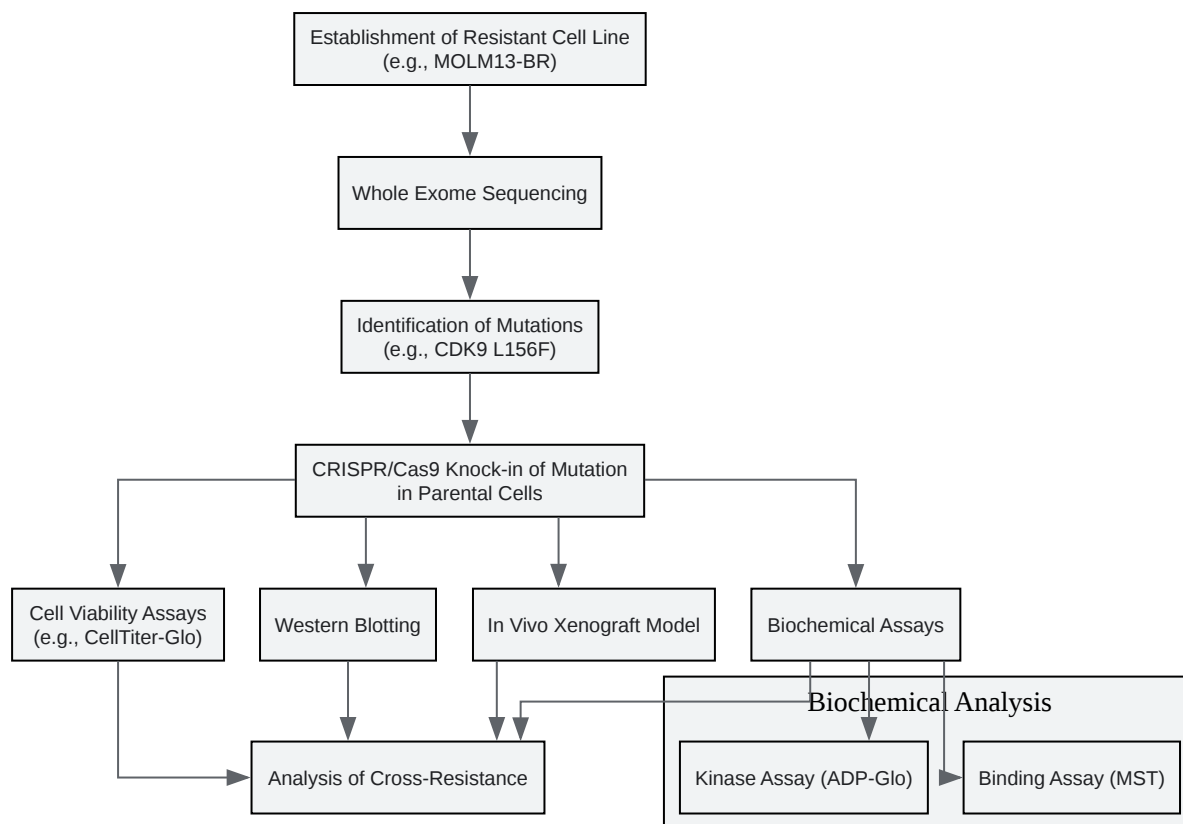 Establishment of Resistant Cell Line
(e.g., MOLM13-BR)
Whole Exome Sequencing
Identification of Mutations
(e.g., CDK9 L156F)
CRISPR/Cas9 Knock-in of Mutation
in Parental Cells
Cell Viability Assays
(e.g., CellTiter-Glo)
Western Blotting
In Vivo Xenograft Model
Biochemical Assays
Biochemical Analysis
Analysis of Cross-Resistance
Kinase Assay (ADP-Glo)
Binding Assay (MST)